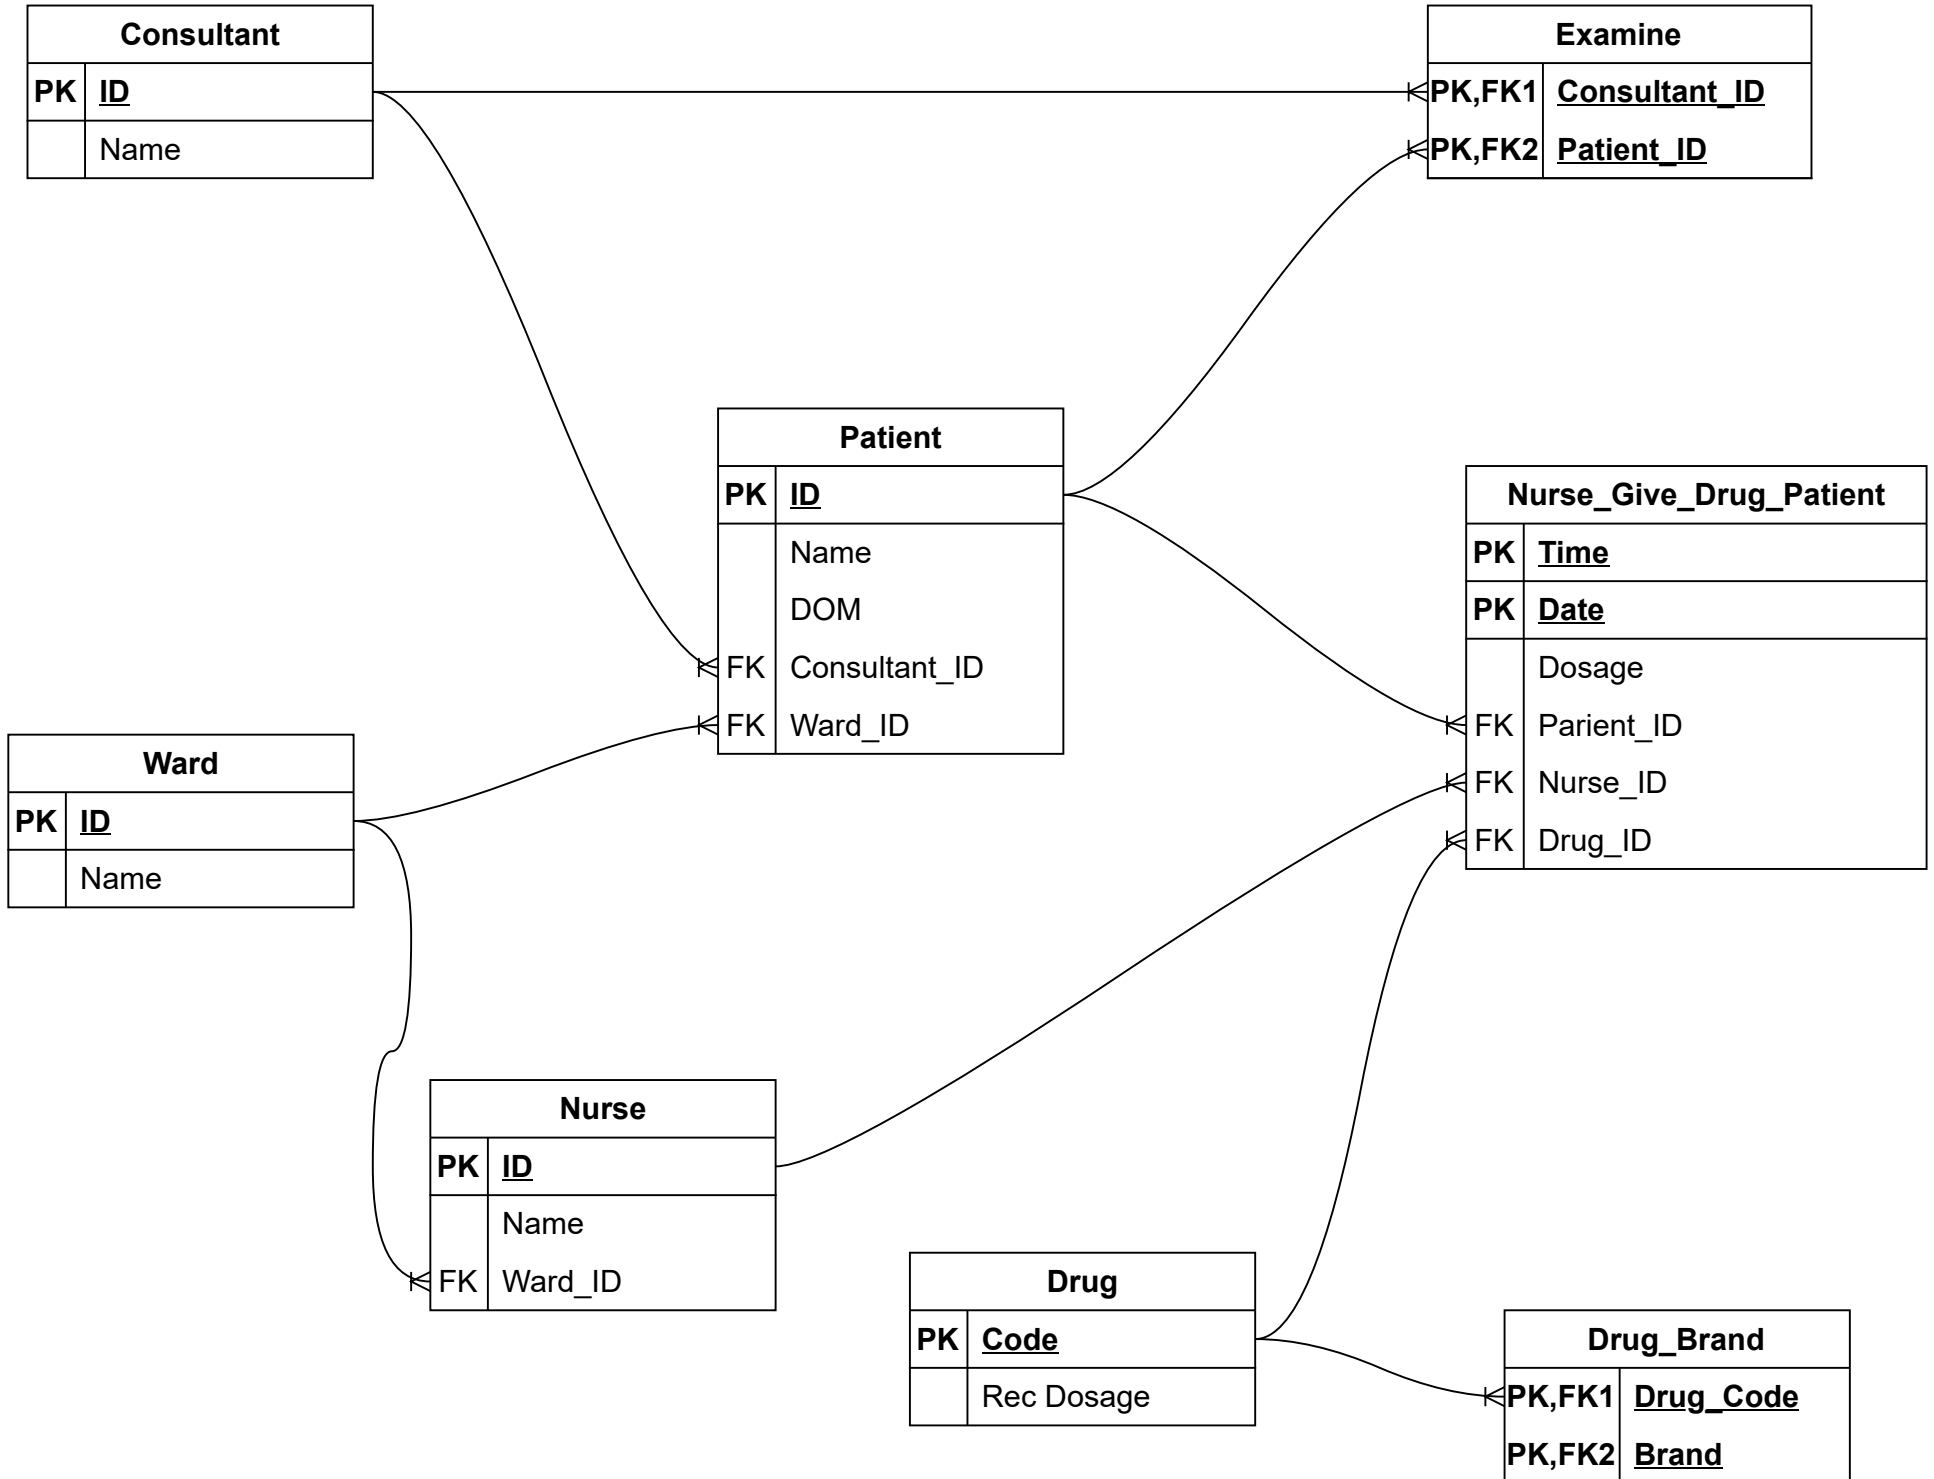 Consultant
PK ID
Name
Examine
PK,FK1 Consultant_ID
PK,FK2 Patient_ID
Patient
PK ID
Name
DOM
FK Consultant_ID
FK Ward_ID
Nurse_Give_Drug_Patient
PK Time
PK Date
Dosage
FK Parient_ID
FK Nurse_ID
FK Drug_ID
Ward
PK ID
Name
Nurse
PK ID
Name
FK Ward_ID
Drug
PK Code
Rec Dosage
Drug_Brand
PK,FK1 Drug_Code
PK,FK2 Brand